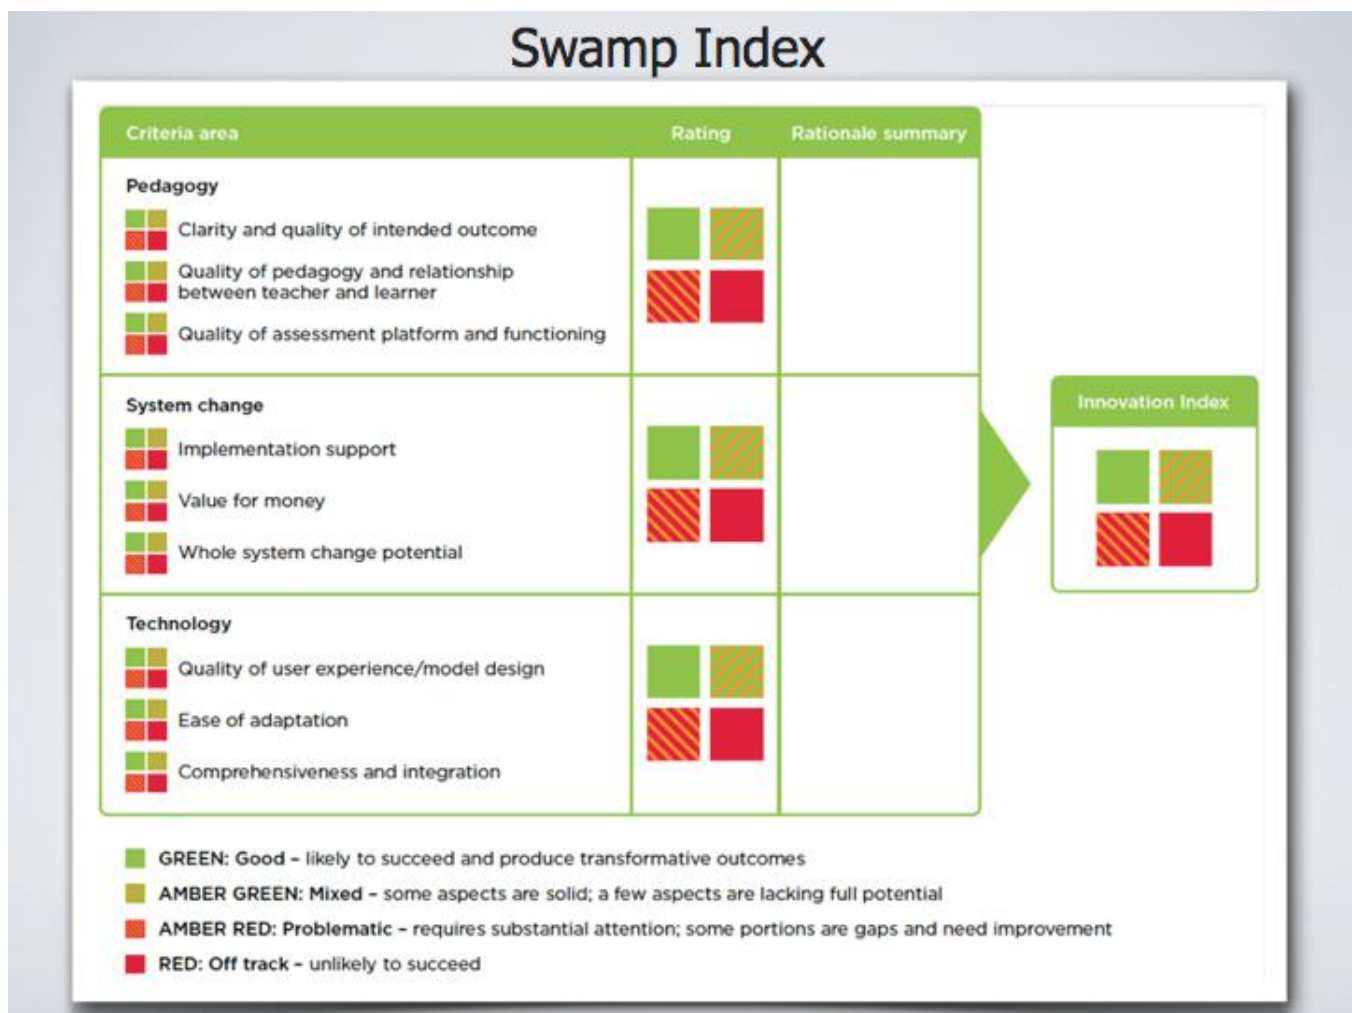 Swamp Index
Criteria area
Rating
Rationale summary
Pedagogy
Clarity and quality of intended outcome
Quality of pedagogy and relationship
between teacher and learner
Quality of assessment platform and functioning
System change
Implementation support
Value for money
Whole system change potential
Technology
Quality of user experience/model design
Ease of adaptation
Comprehensiveness and integration
Innovation Index
GREEN: Good – likely to succeed and produce transformative outcomes
AMBER GREEN: Mixed – some aspects are solid; a few aspects are lacking full potential
AMBER RED: Problematic – requires substantial attention; some portions are gaps and need improvement
RED: Off track – unlikely to succeed